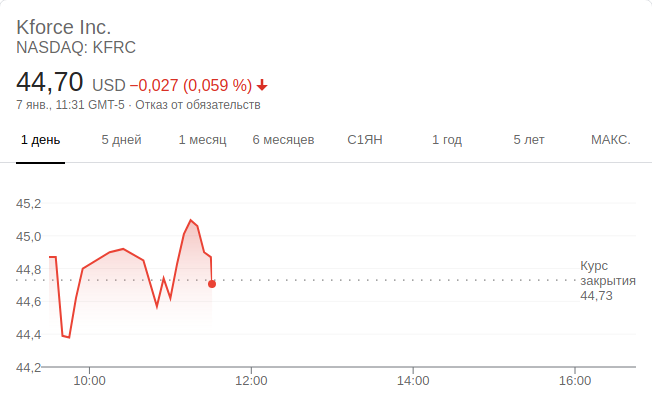 Kforce Inc.
NASDAQ: KFRC
44,70 USD −0,027 (0,059 %)
7 янв., 11:31 GMT-5 · Отказ от обязательств
1 день 5 дней 1 месяц 6 месяцев С1ЯН 1 год 5 лет МАКС.
45,2
45,0
44,8
44,6
44,4
44,2
Курс
закрытия
44,73
10:00 12:00 14:00 16:00